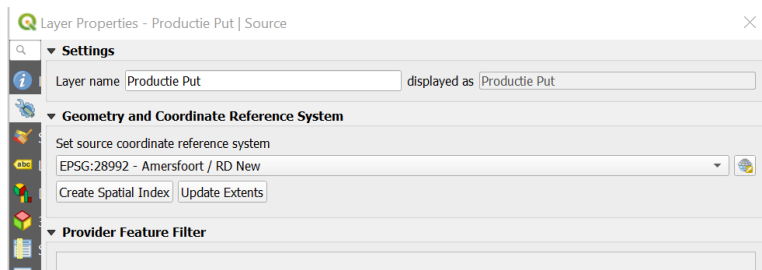 Layer Properties - Productie Put | Source
Settings
Layer name Productie Put displayed as Productie Put
Geometry and Coordinate Reference System
Set source coordinate reference system
EPSG:28992 - Amersfoort / RD New
Create Spatial Index Update Extents
abc
Provider Feature Filter